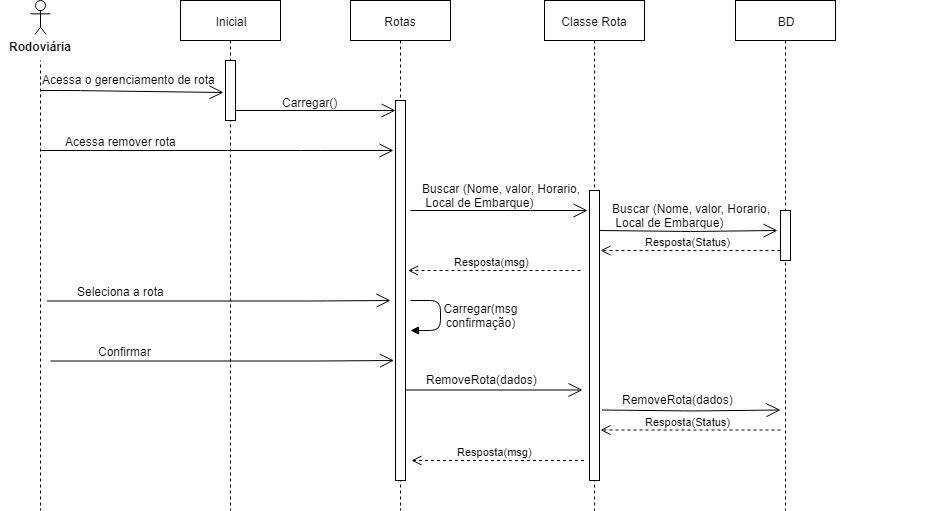 Inicial
Rotas
Classe Rota
BD
Rodoviária
Acessa o gerenciamento de rota
Carregar()
Acessa remover rota
Buscar (Nome, valor, Horario,
Local de Embarque)
Buscar (Nome, valor, Horario,
Local de Embarque)
Resposta(Status)
Resposta(msg)
Seleciona a rota
Carregar(msg
confirmação)
Confirmar
RemoveRota(dados)
RemoveRota(dados)
Resposta(Status)
Resposta(msg)